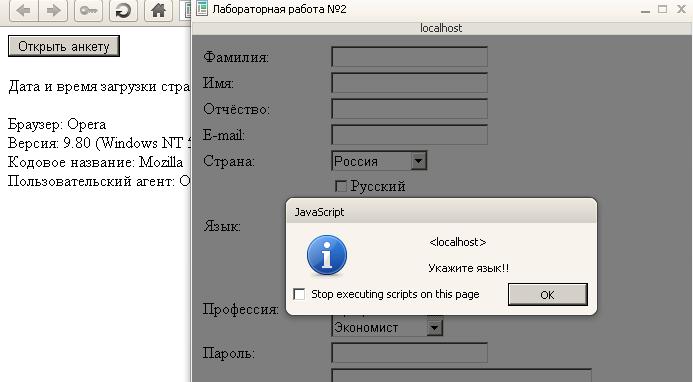 Лабораторная работа №2
localhost
Открыть анкету
Дата и время загрузки стра
Браузер: Opera
Версия: 9.80 (Windows NT
Кодовое название: Mozilla
Пользовательский агент: O
Фамилия:
Имя:
Отчёство:
E-mail:
Страна:
Россия
Русский
Язык:
JavaScript
<localhost>
Укажите язык!!
Stop executing scripts on this page
OK
Профессия:
Экономист
Пароль: